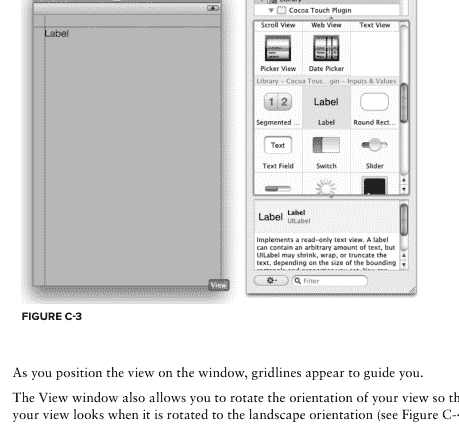 Library
Cocoa Touch Plugin
Label
Scroll View Web View Text View
Picker View Date Picker
Library – Cocoa Touc...gin – Inputs & Values
1 2 Label
Segmented ... Label Round Rect...
Text
Text Field Switch Slider
Label Label
UILabel
Implements a read-only text view. A label
can contain an arbitrary amount of text, but
UILabel may shrink, wrap, or truncate the
text, depending on the size of the bounding
View
Filter
FIGURE C-3
As you position the view on the window, gridlines appear to guide you.
The View window also allows you to rotate the orientation of your view so th
your view looks when it is rotated to the landscape orientation (see Figure C-4